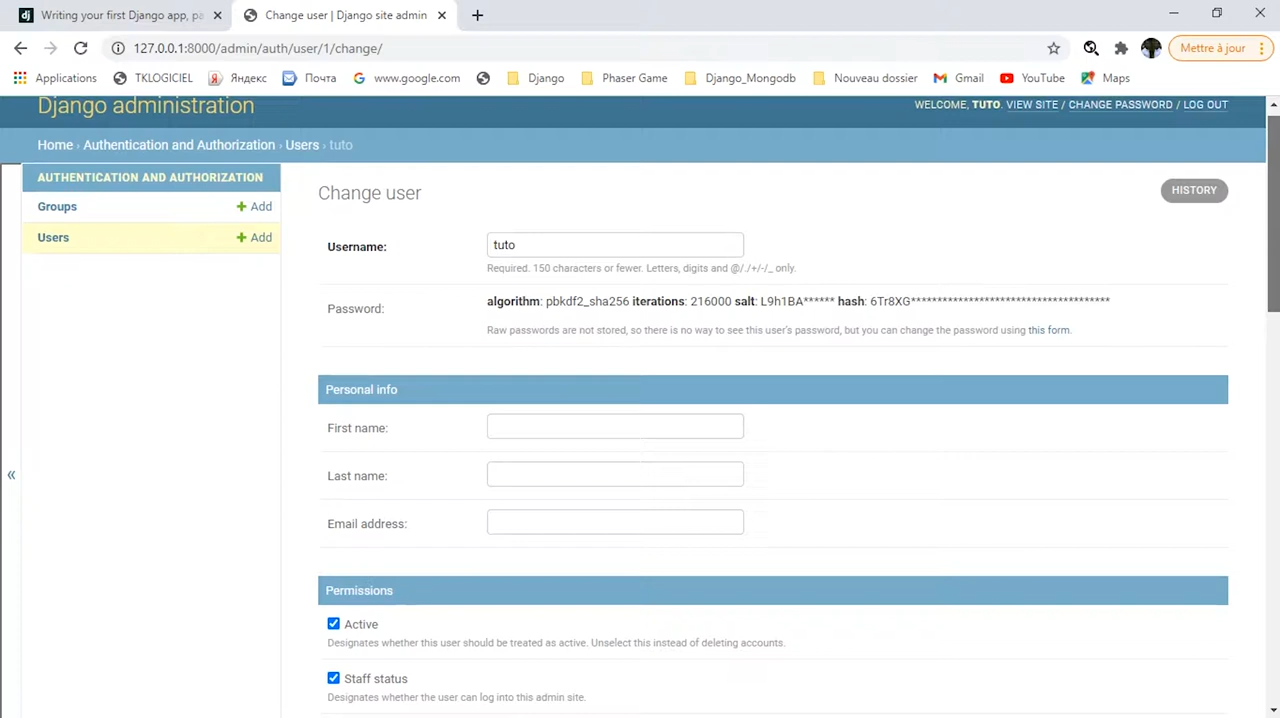 Writing your first Django app, pa
Change user | Django site admin
127.0.0.1:8000/admin/auth/user/1/change/
Mettre à jour
Applications
TKLOGICIEL
Яндекс
Почта
www.google.com
Django
Phaser Game
Django_Mongodb
Nouveau dossier
Gmail
YouTube
Maps
Django administration
WELCOME, TUTO. VIEW SITE / CHANGE PASSWORD / LOG OUT
Home › Authentication and Authorization › Users › tuto
AUTHENTICATION AND AUTHORIZATION
Groups
+ Add
Users
+ Add
«
Change user
HISTORY
Username:
tuto
Required. 150 characters or fewer. Letters, digits and @/./+/-/_ only.
Password:
algorithm: pbkdf2_sha256 iterations: 216000 salt: L9h1BA****** hash: 6Tr8XG**************************************
Raw passwords are not stored, so there is no way to see this user's password, but you can change the password using this form.
Personal info
First name:
Last name:
Email address:
Permissions
Active
Designates whether this user should be treated as active. Unselect this instead of deleting accounts.
Staff status
Designates whether the user can log into this admin site.